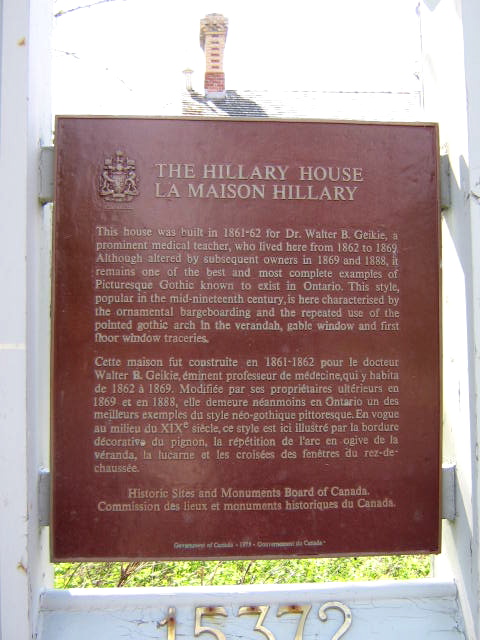 THE HILLARY HOUSE
LA MAISON HILLARY
This house was built in 1861-62 for Dr. Walter B. Geikie, a
prominent medical teacher, who lived here from 1862 to 1869.
Although altered by subsequent owners in 1869 and 1888, it
remains one of the best and most complete examples of
Picturesque Gothic known to exist in Ontario. This style,
popular in the mid-nineteenth century, is here characterised by
the ornamental bargeboarding and the repeated use of the
pointed gothic arch in the verandah, gable window and first
floor window traceries.
Cette maison fut construite en 1861-1862 pour le docteur
Walter B. Geikie, éminent professeur de médecine, qui y habita
de 1862 à 1869. Modifiée par ses propriétaires ultérieurs en
1869 et en 1888, elle demeure néanmoins en Ontario un des
meilleurs exemples du style néo-gothique pittoresque. En vogue
au milieu du XIXe siècle, ce style est ici illustré par la bordure
décorative du pignon, la répétition de l'arc en ogive de la
véranda, la lucarne et les croisées des fenêtres du rez-de-
chaussée.
Historic Sites and Monuments Board of Canada.
Commission des lieux et monuments historiques du Canada.
Government of Canada - 1975 - Gouvernement du Canada
15372